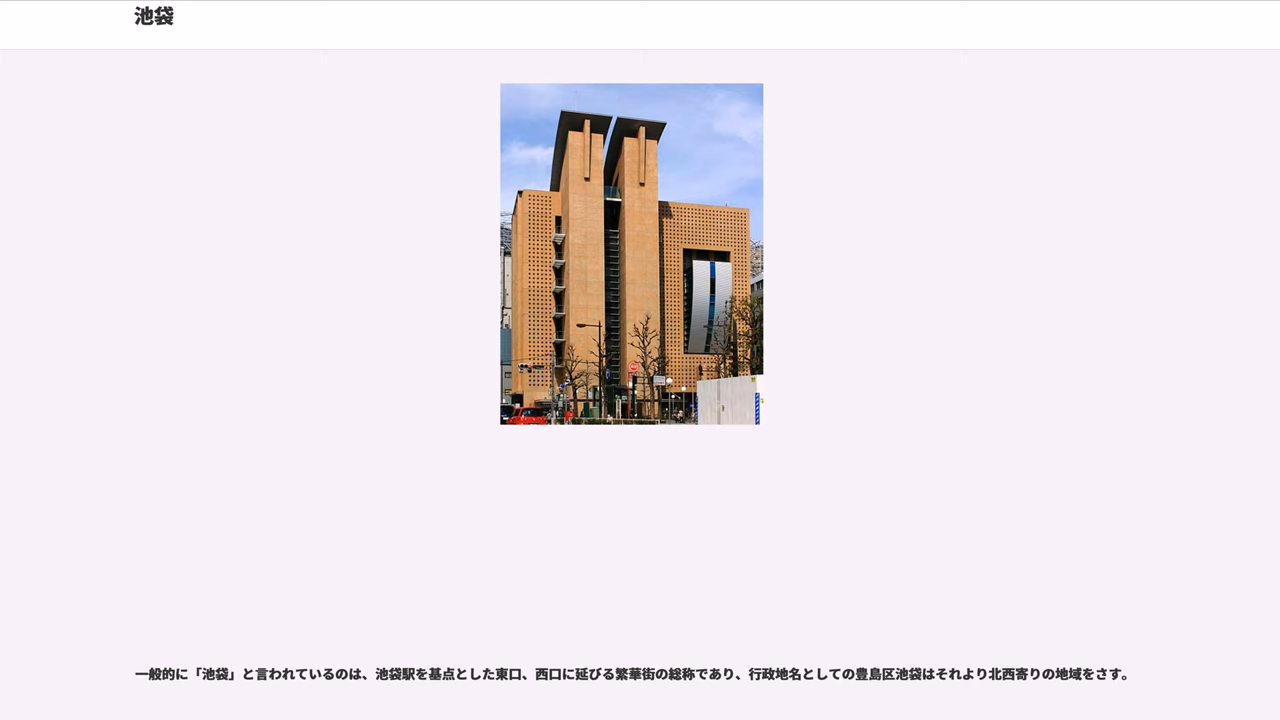 池袋
一般的に「池袋」と言われているのは、池袋駅を基点とした東口、西口に延びる繁華街の総称であり、行政地名としての豊島区池袋はそれより北西寄りの地域をさす。